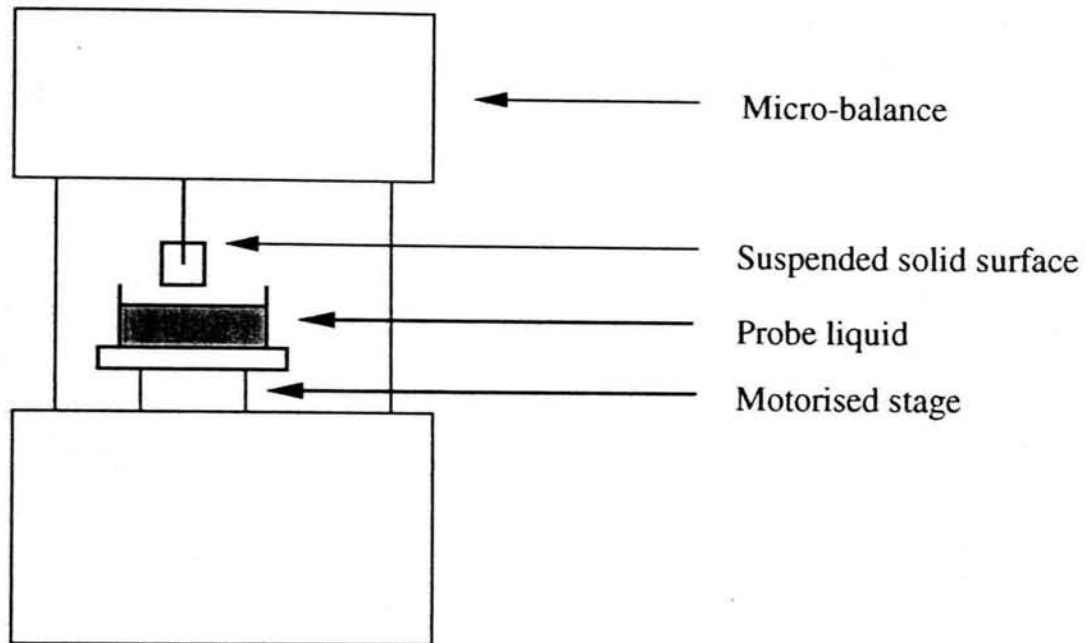 Micro-balance
Suspended solid surface
Probe liquid
Motorised stage